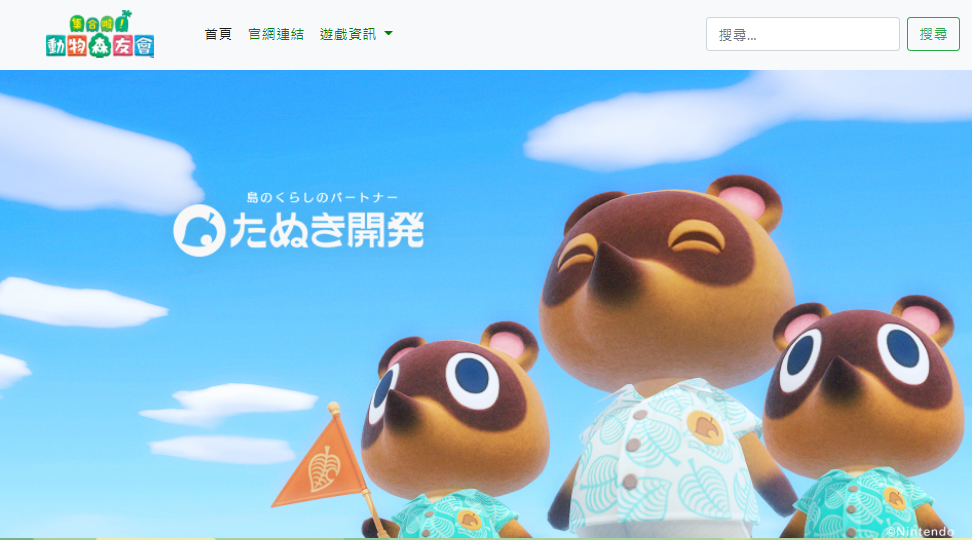 集合啦！
動物森友會
首頁 官網連結 遊戲資訊
搜尋... 搜尋
島のくらしのパートナー
たぬき開発
©Nintendo